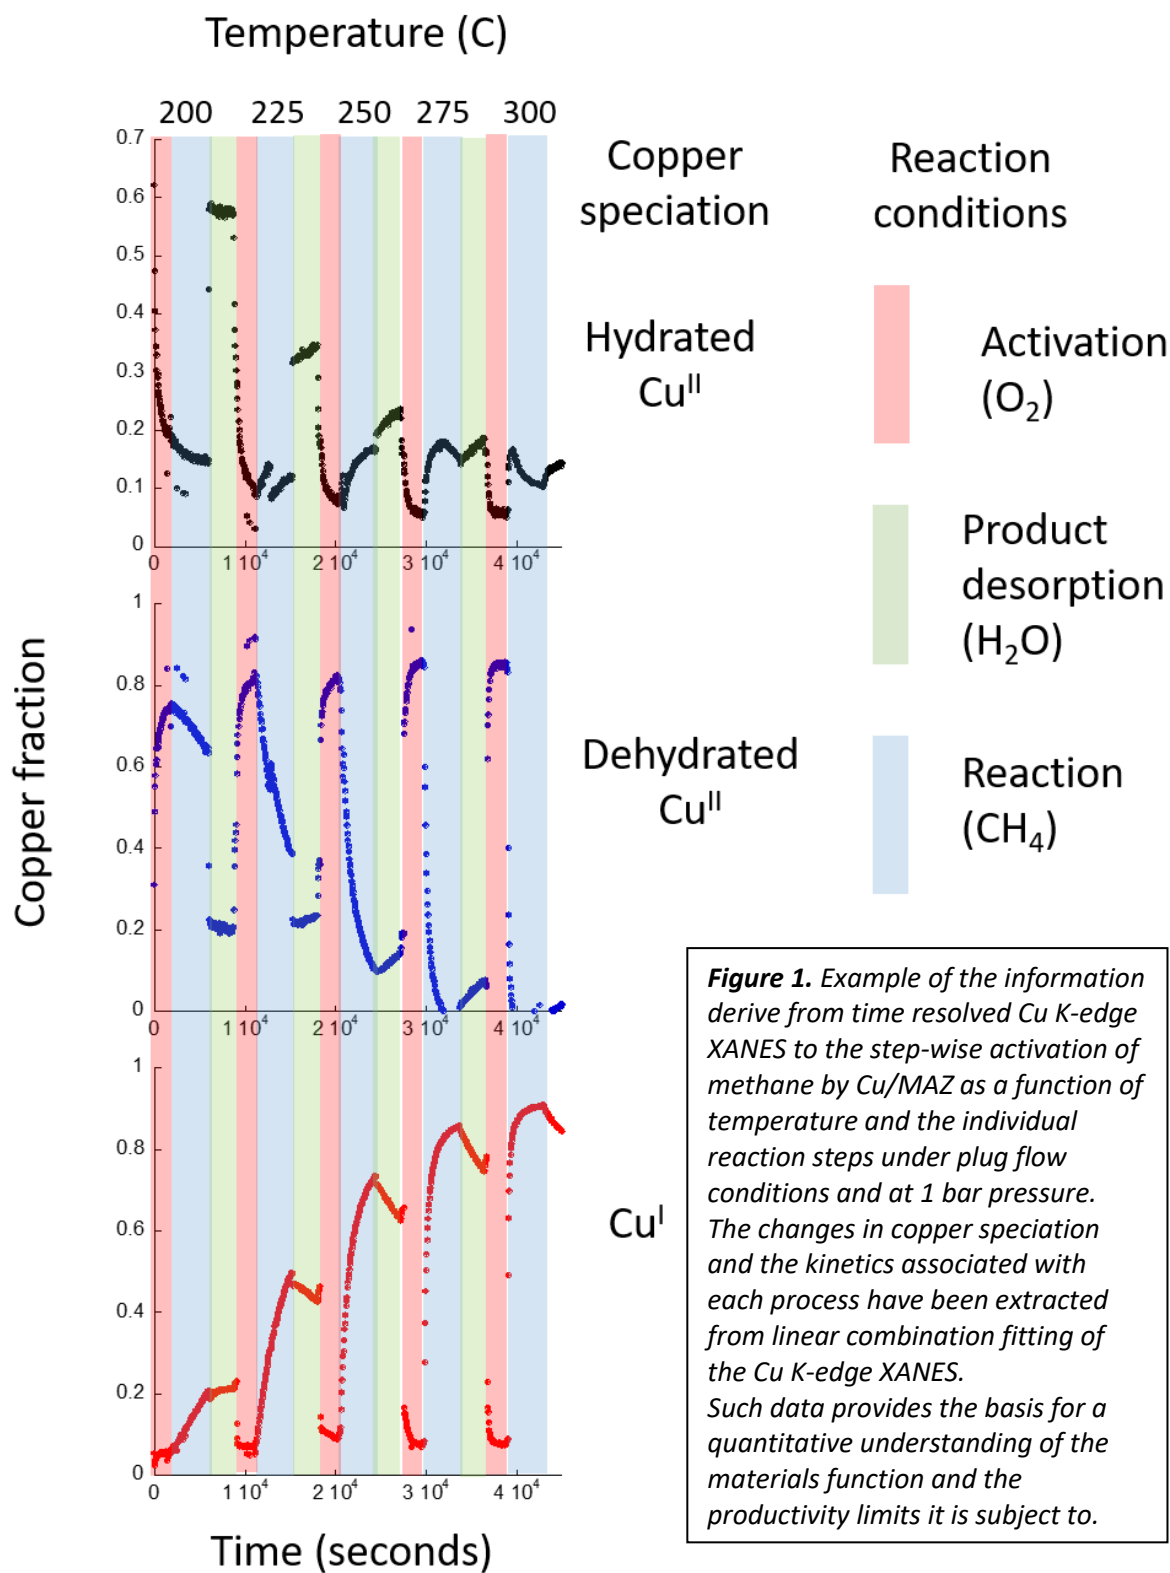 Temperature (C)
200 225 250 275 300
0.7
0.6
0.5
0.4
0.3
0.2
0.1
0
0 1 10⁴ 2 10⁴ 3 10⁴ 4 10⁴
Copper
speciation
Reaction
conditions
Hydrated
Cuᴵᴵ
Activation
(O₂)
Product
desorption
(H₂O)
Copper fraction
1
0.8
0.6
0.4
0.2
0
0 1 10⁴ 2 10⁴ 3 10⁴ 4 10⁴
Dehydrated
Cuᴵᴵ
Reaction
(CH₄)
1
0.8
0.6
0.4
0.2
0
0 1 10⁴ 2 10⁴ 3 10⁴ 4 10⁴
Cuᴵ
Time (seconds)
Figure 1. Example of the information
derive from time resolved Cu K-edge
XANES to the step-wise activation of
methane by Cu/MAZ as a function of
temperature and the individual
reaction steps under plug flow
conditions and at 1 bar pressure.
The changes in copper speciation
and the kinetics associated with
each process have been extracted
from linear combination fitting of
the Cu K-edge XANES.
Such data provides the basis for a
quantitative understanding of the
materials function and the
productivity limits it is subject to.